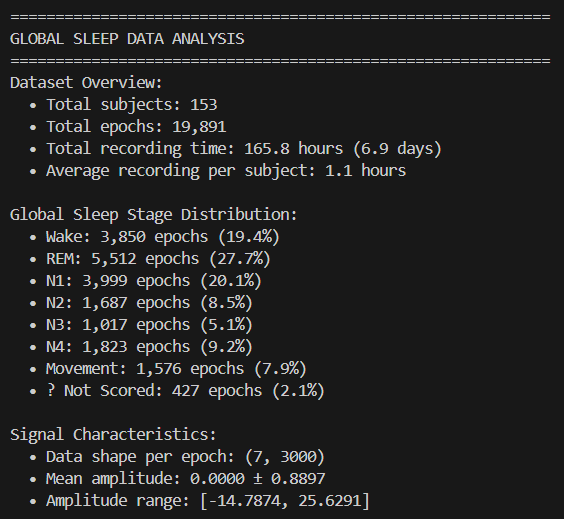 ============================================================
GLOBAL SLEEP DATA ANALYSIS
============================================================
Dataset Overview:
• Total subjects: 153
• Total epochs: 19,891
• Total recording time: 165.8 hours (6.9 days)
• Average recording per subject: 1.1 hours
Global Sleep Stage Distribution:
• Wake: 3,850 epochs (19.4%)
• REM: 5,512 epochs (27.7%)
• N1: 3,999 epochs (20.1%)
• N2: 1,687 epochs (8.5%)
• N3: 1,017 epochs (5.1%)
• N4: 1,823 epochs (9.2%)
• Movement: 1,576 epochs (7.9%)
• ? Not Scored: 427 epochs (2.1%)
Signal Characteristics:
• Data shape per epoch: (7, 3000)
• Mean amplitude: 0.0000 ± 0.8897
• Amplitude range: [-14.7874, 25.6291]